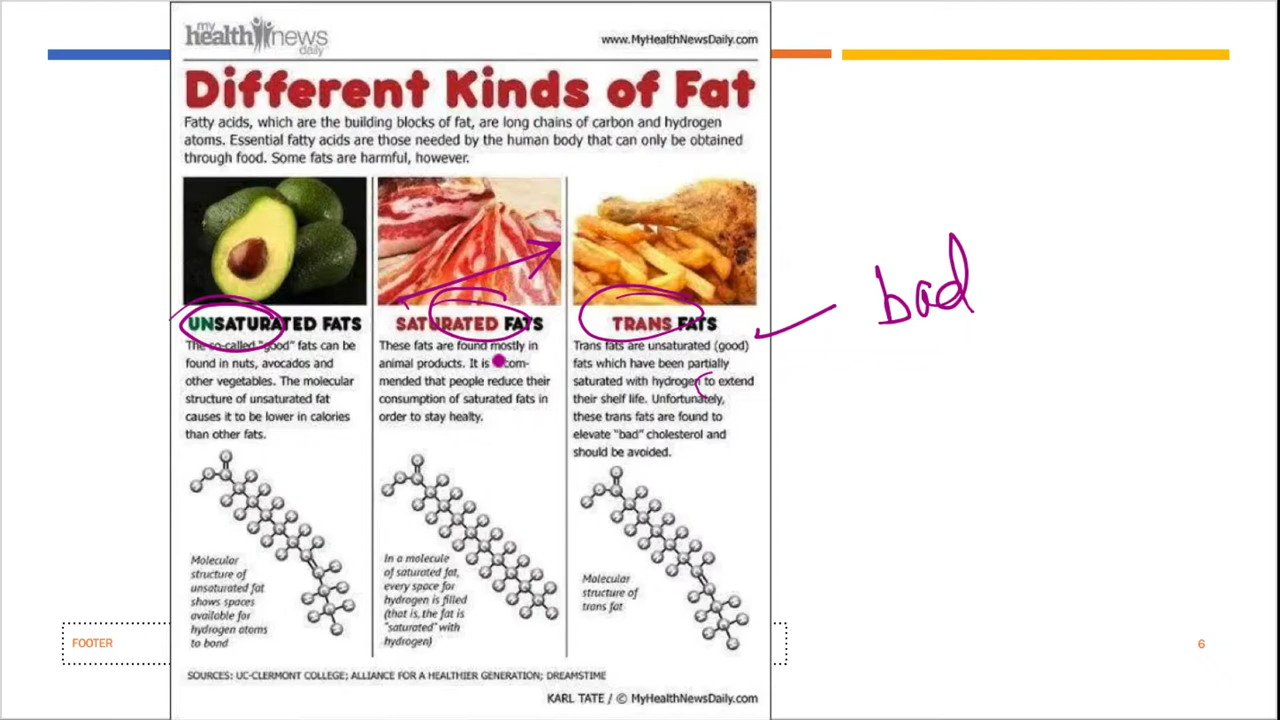 my
healthnews
daily
www.MyHealthNewsDaily.com
Different Kinds of Fat
Fatty acids, which are the building blocks of fat, are long chains of carbon and hydrogen
atoms. Essential fatty acids are those needed by the human body that can only be obtained
through food. Some fats are harmful, however.
UNSATURATED FATS
The so-called "good" fats can be
found in nuts, avocados and
other vegetables. The molecular
structure of unsaturated fat
causes it to be lower in calories
than other fats.
Molecular
structure of
unsaturated fat
shows spaces
available for
hydrogen atoms
to bond
SATURATED FATS
These fats are found mostly in
animal products. It is com-
mended that people reduce their
consumption of saturated fats in
order to stay healty.
In a molecule
of saturated fat,
every space for
hydrogen is filled
(that is, the fat is
"saturated" with
hydrogen)
TRANS FATS
Trans fats are unsaturated (good)
fats which have been partially
saturated with hydrogen to extend
their shelf life. Unfortunately,
these trans fats are found to
elevate "bad" cholesterol and
should be avoided.
Molecular
structure of
trans fat
bad
SOURCES: UC-CLERMONT COLLEGE; ALLIANCE FOR A HEALTHIER GENERATION; DREAMSTIME
KARL TATE / © MyHealthNewsDaily.com
FOOTER
6